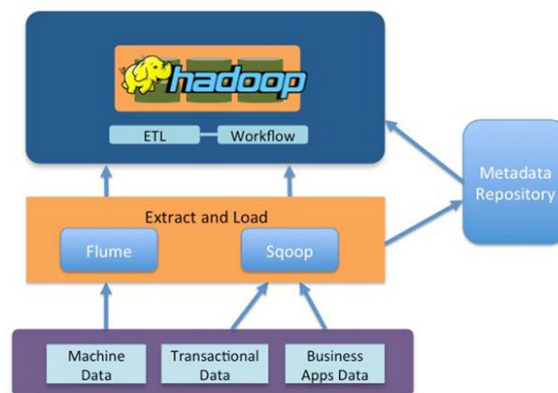 hadoop
ETL
Workflow
Metadata
Repository
Extract and Load
Flume
Sqoop
Machine
Data
Transactional
Data
Business
Apps Data